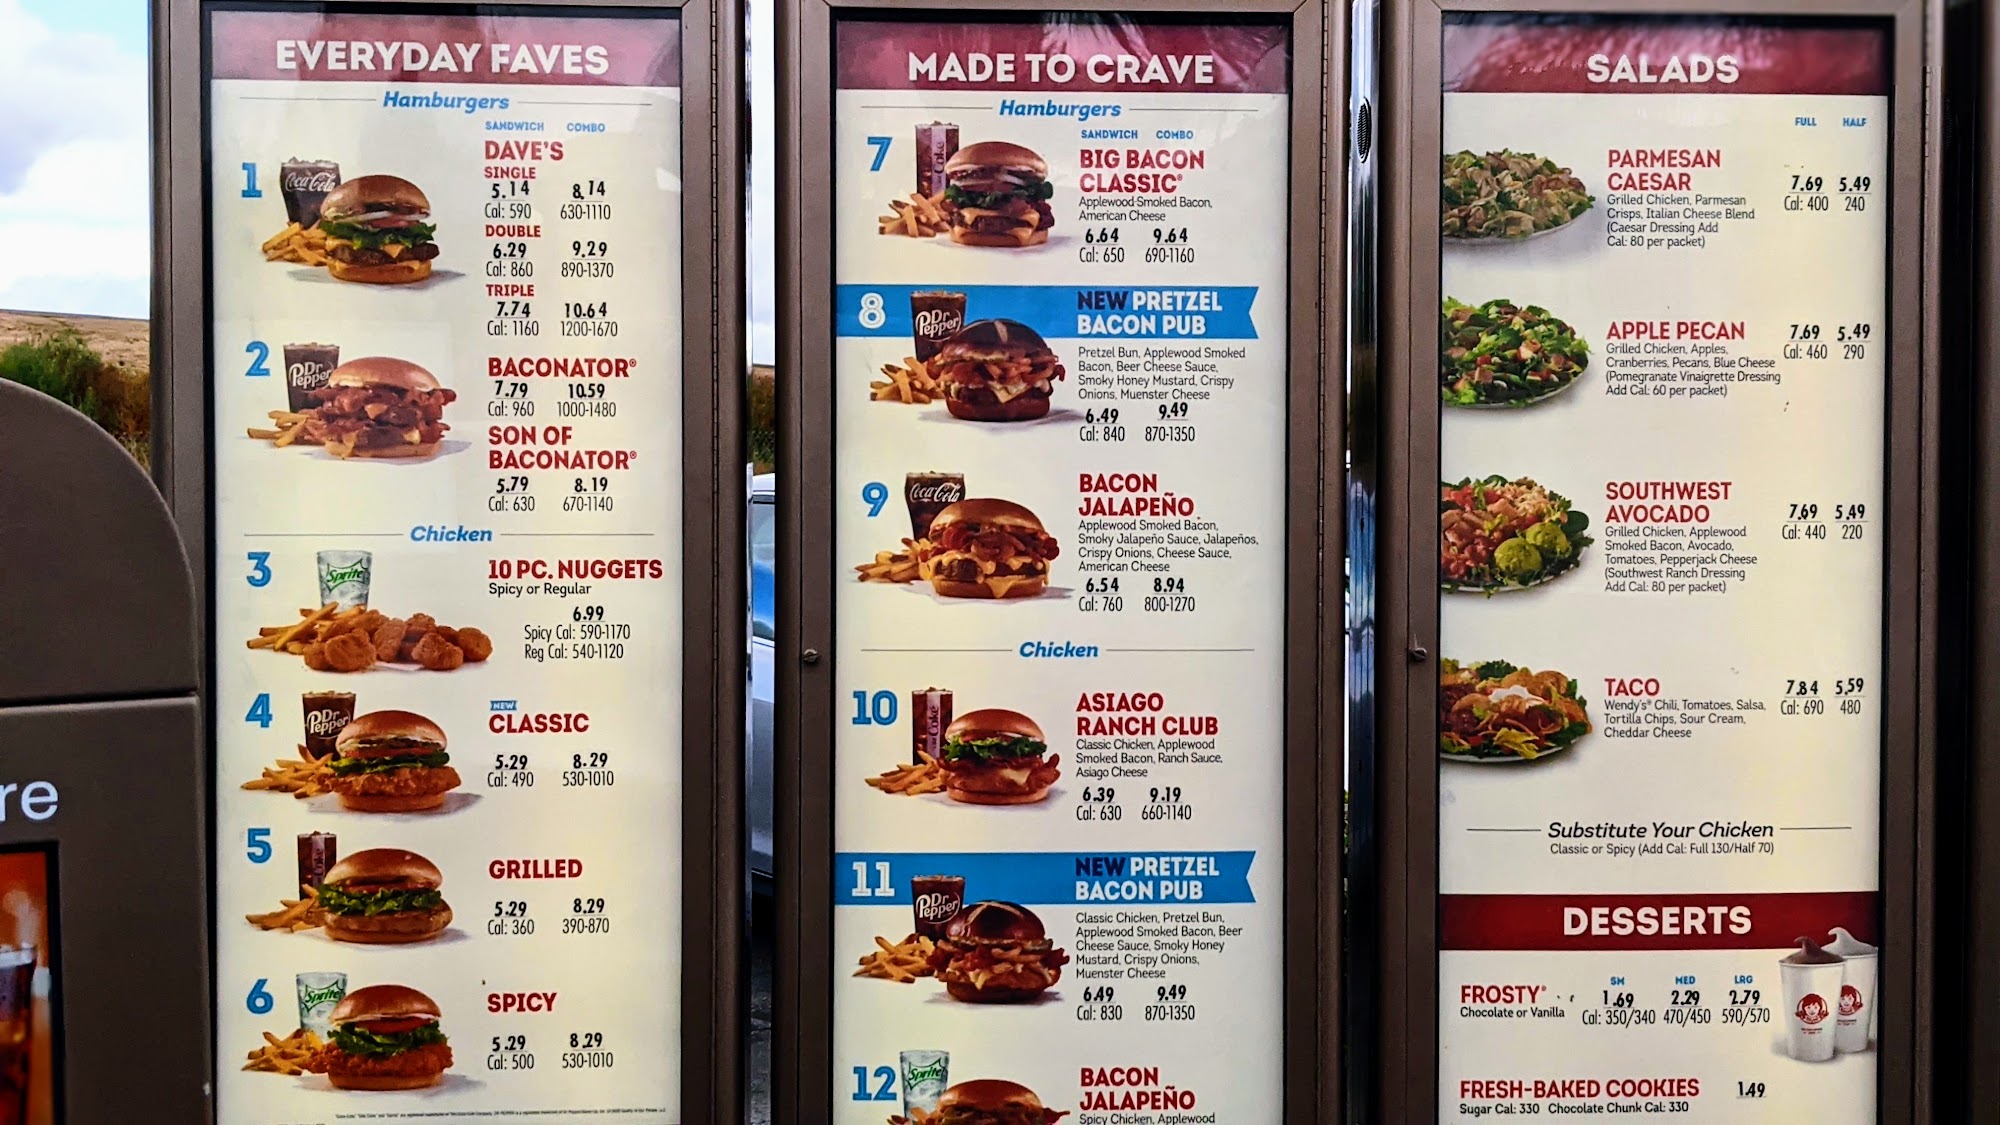 EVERYDAY FAVES
Hamburgers
SANDWICH COMBO
1
Coca-Cola
DAVE'S
SINGLE
5.14 8.14
Cal: 590 630-1110
DOUBLE
6.29 9.29
Cal: 860 890-1370
TRIPLE
7.74 10.64
Cal: 1160 1200-1670
2
Dr Pepper
BACONATOR®
7.79 10.59
Cal: 960 1000-1480
SON OF
BACONATOR®
5.79 8.19
Cal: 630 670-1140
Chicken
3
Sprite
10 PC. NUGGETS
Spicy or Regular
6.99
Spicy Cal: 590-1170
Reg Cal: 540-1120
4
Dr Pepper
NEW
CLASSIC
5.29 8.29
Cal: 490 530-1010
5
Coke
GRILLED
5.29 8.29
Cal: 360 390-870
6
Sprite
SPICY
5.29 8.29
Cal: 500 530-1010
MADE TO CRAVE
Hamburgers
SANDWICH COMBO
7
Coke
BIG BACON
CLASSIC®
Applewood Smoked Bacon,
American Cheese
6.64 9.64
Cal: 650 690-1160
8
Dr Pepper
NEW PRETZEL
BACON PUB
Pretzel Bun, Applewood Smoked
Bacon, Beer Cheese Sauce,
Smoky Honey Mustard, Crispy
Onions, Muenster Cheese
6.49 9.49
Cal: 840 870-1350
9
Coca-Cola
BACON
JALAPEÑO
Applewood Smoked Bacon,
Smoky Jalapeño Sauce, Jalapeños,
Crispy Onions, Cheese Sauce,
American Cheese
6.54 8.94
Cal: 760 800-1270
Chicken
10
Coke
ASIAGO
RANCH CLUB
Classic Chicken, Applewood
Smoked Bacon, Ranch Sauce,
Asiago Cheese
6.39 9.19
Cal: 630 660-1140
11
Dr Pepper
NEW PRETZEL
BACON PUB
Classic Chicken, Pretzel Bun,
Applewood Smoked Bacon, Beer
Cheese Sauce, Smoky Honey
Mustard, Crispy Onions,
Muenster Cheese
6.49 9.49
Cal: 830 870-1350
12
Sprite
BACON
JALAPEÑO
Spicy Chicken, Applewood
SALADS
FULL HALF
PARMESAN
CAESAR
7.69 5.49
Cal: 400 240
Grilled Chicken, Parmesan
Crisps, Italian Cheese Blend
(Caesar Dressing Add
Cal: 80 per packet)
APPLE PECAN
7.69 5.49
Cal: 460 290
Grilled Chicken, Apples,
Cranberries, Pecans, Blue Cheese
(Pomegranate Vinaigrette Dressing
Add Cal: 60 per packet)
SOUTHWEST
AVOCADO
7.69 5.49
Cal: 440 220
Grilled Chicken, Applewood
Smoked Bacon, Avocado,
Tomatoes, Pepperjack Cheese
(Southwest Ranch Dressing
Add Cal: 80 per packet)
TACO
7.84 5.59
Cal: 690 480
Wendy's® Chili, Tomatoes, Salsa,
Tortilla Chips, Sour Cream,
Cheddar Cheese
Substitute Your Chicken
Classic or Spicy (Add Cal: Full 130/Half 70)
DESSERTS
SM MED LRG
FROSTY®
1.69 2.29 2.79
Chocolate or Vanilla Cal: 350/340 470/450 590/570
FRESH-BAKED COOKIES 1.49
Sugar Cal: 330 Chocolate Chunk Cal: 330
re